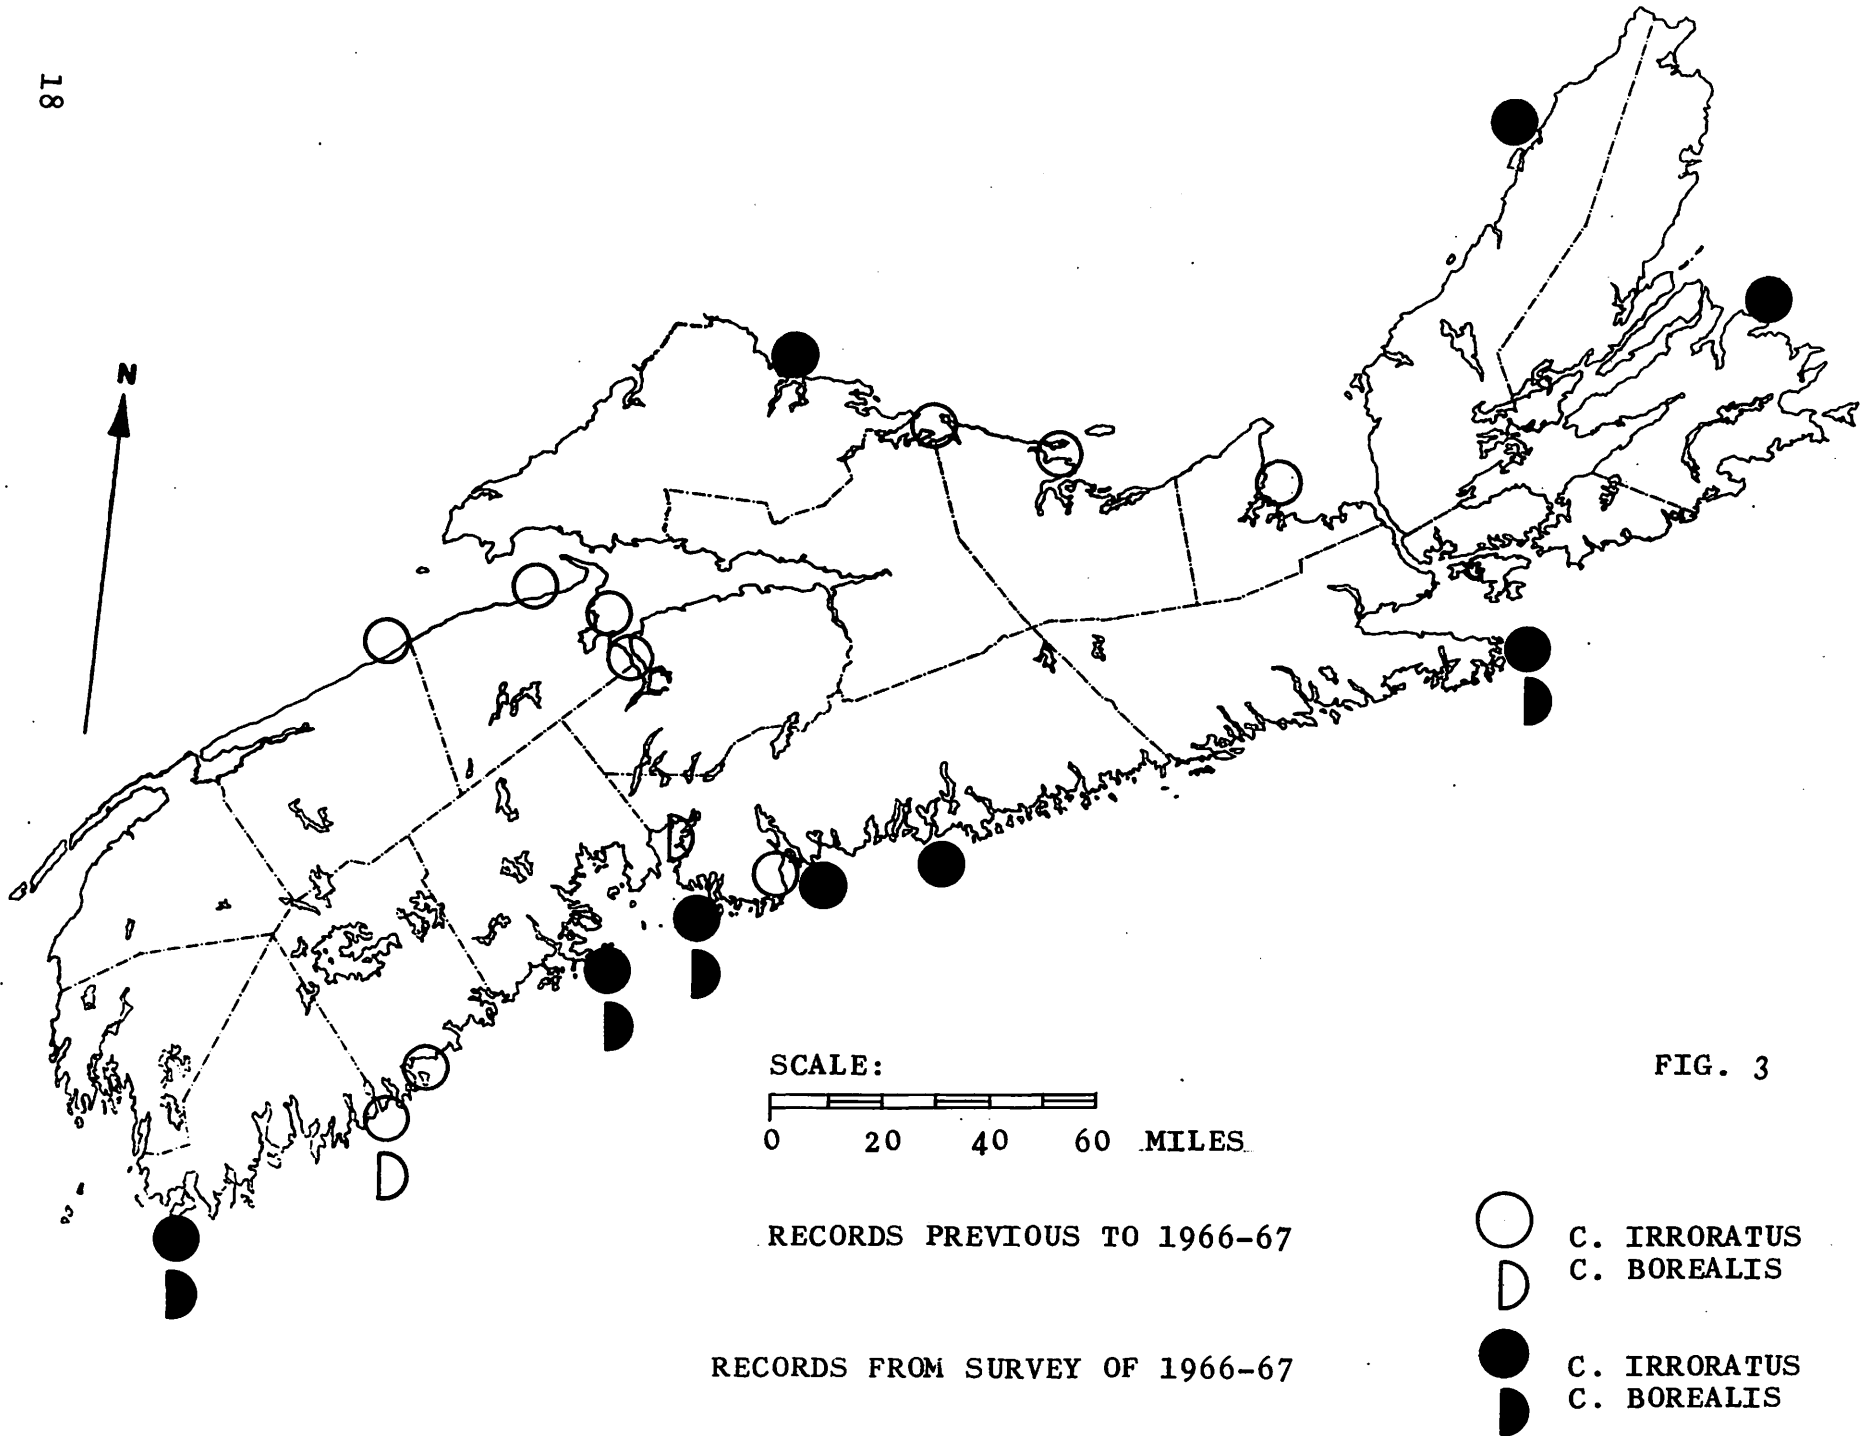 18
N
SCALE:
FIG. 3
0 20 40 60 MILES
RECORDS PREVIOUS TO 1966-67
C. IRRORATUS
C. BOREALIS
RECORDS FROM SURVEY OF 1966-67
C. IRRORATUS
C. BOREALIS